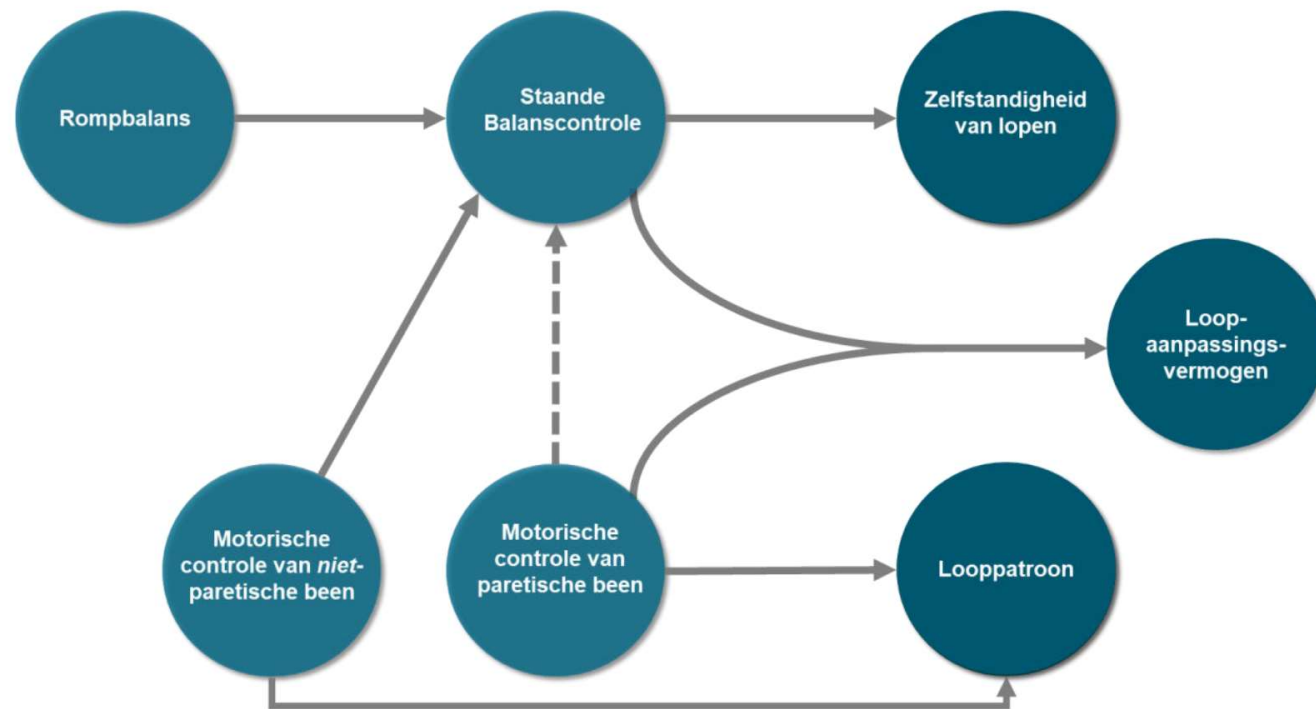 Rompbalans
Staande
Balanscontrole
Zelfstandigheid
van lopen
Loop-
aanpassings-
vermogen
Motorische
controle van niet-
paretische been
Motorische
controle van
paretische been
Looppatroon